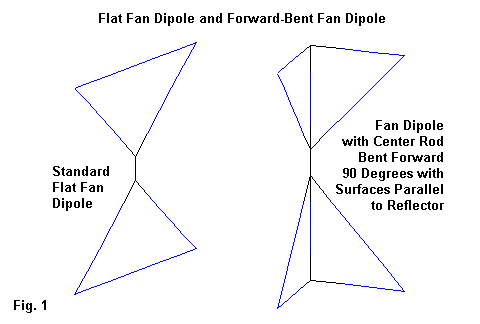 Flat Fan Dipole and Forward-Bent Fan Dipole
Standard
Flat Fan
Dipole
Fan Dipole
with Center Rod
Bent Forward
90 Degrees with
Surfaces Parallel
to Reflector
Fig. 1